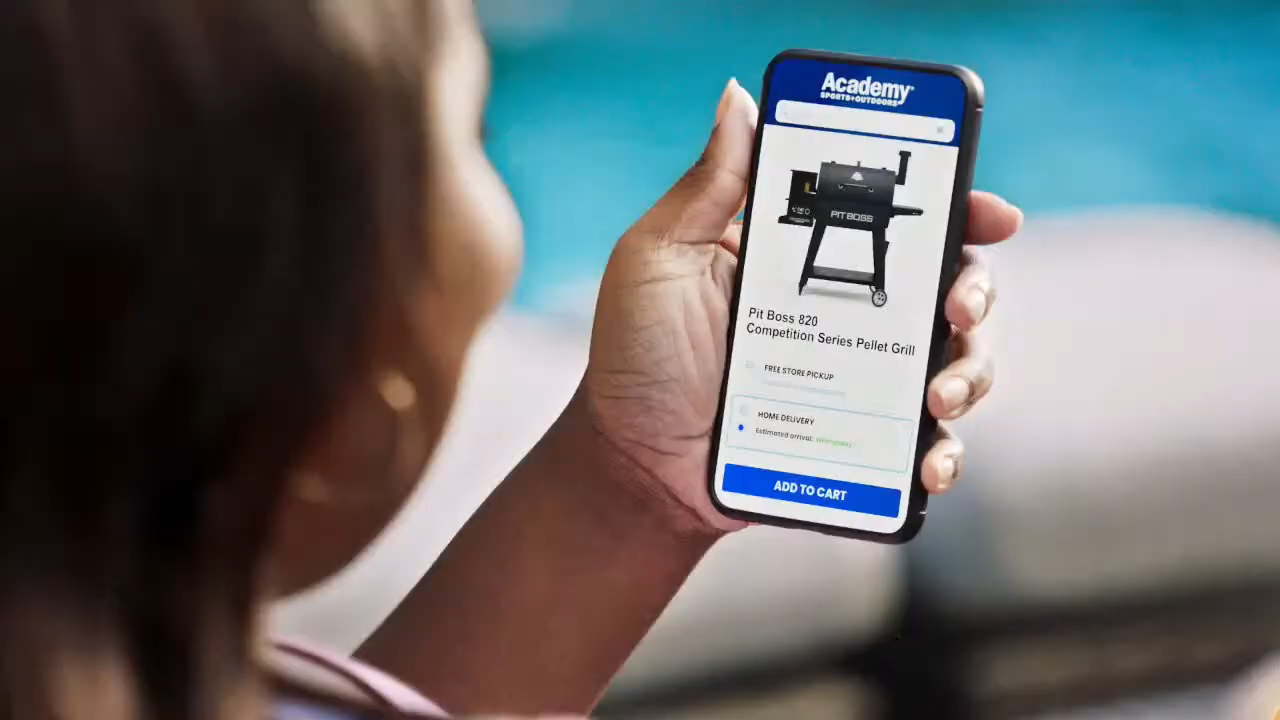 Academy
SPORTS+OUTDOORS
PIT BOSS
Pit Boss 820
Competition Series Pellet Grill
FREE STORE PICKUP
HOME DELIVERY
Estimated arrival:
ADD TO CART